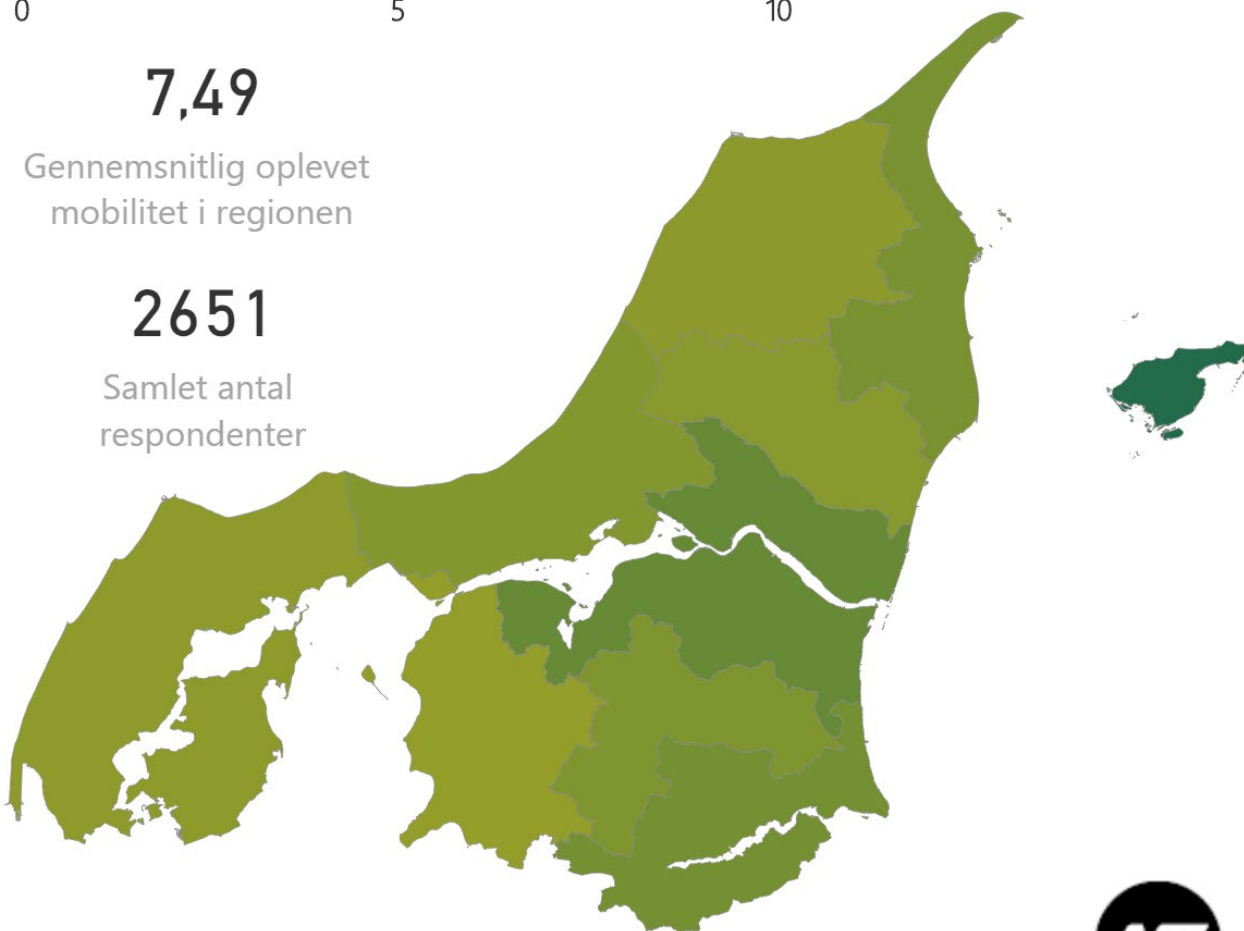 0 5 10
7,49
Gennemsnitlig oplevet
mobilitet i regionen
2651
Samlet antal
respondenter